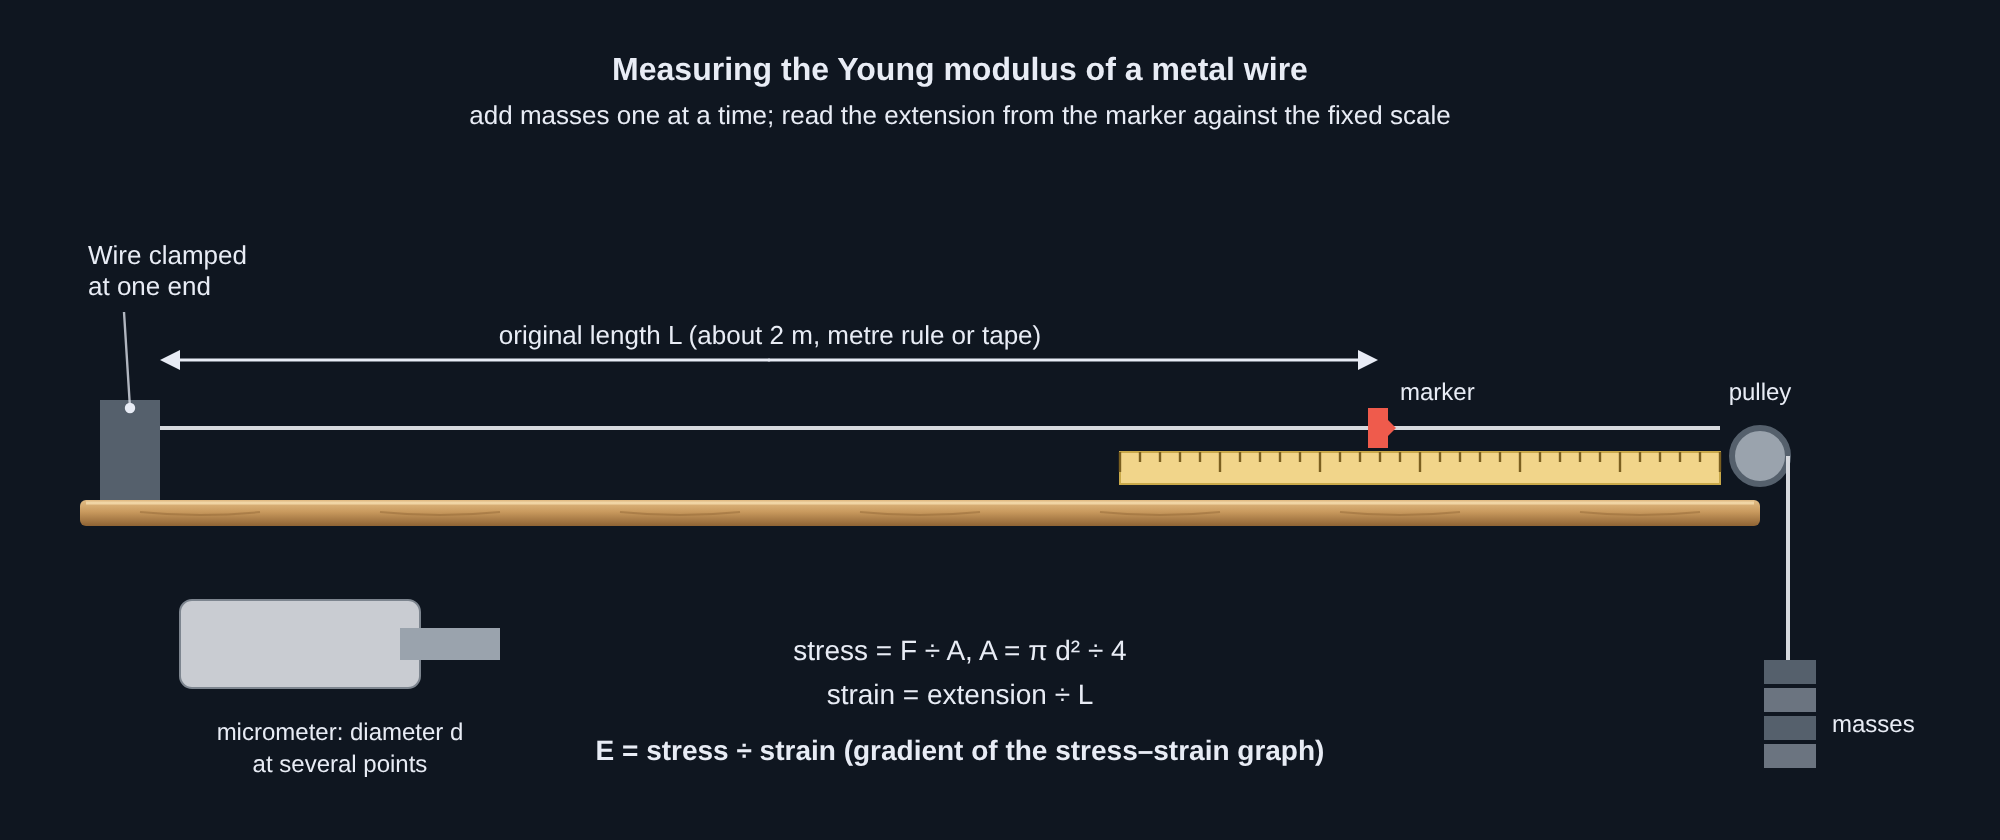 Measuring the Young modulus of a metal wire
add masses one at a time; read the extension from the marker against the fixed scale
Wire clamped
at one end
original length L (about 2 m, metre rule or tape)
marker
pulley
stress = F ÷ A, A = π d² ÷ 4
strain = extension ÷ L
E = stress ÷ strain (gradient of the stress–strain graph)
micrometer: diameter d
at several points
masses